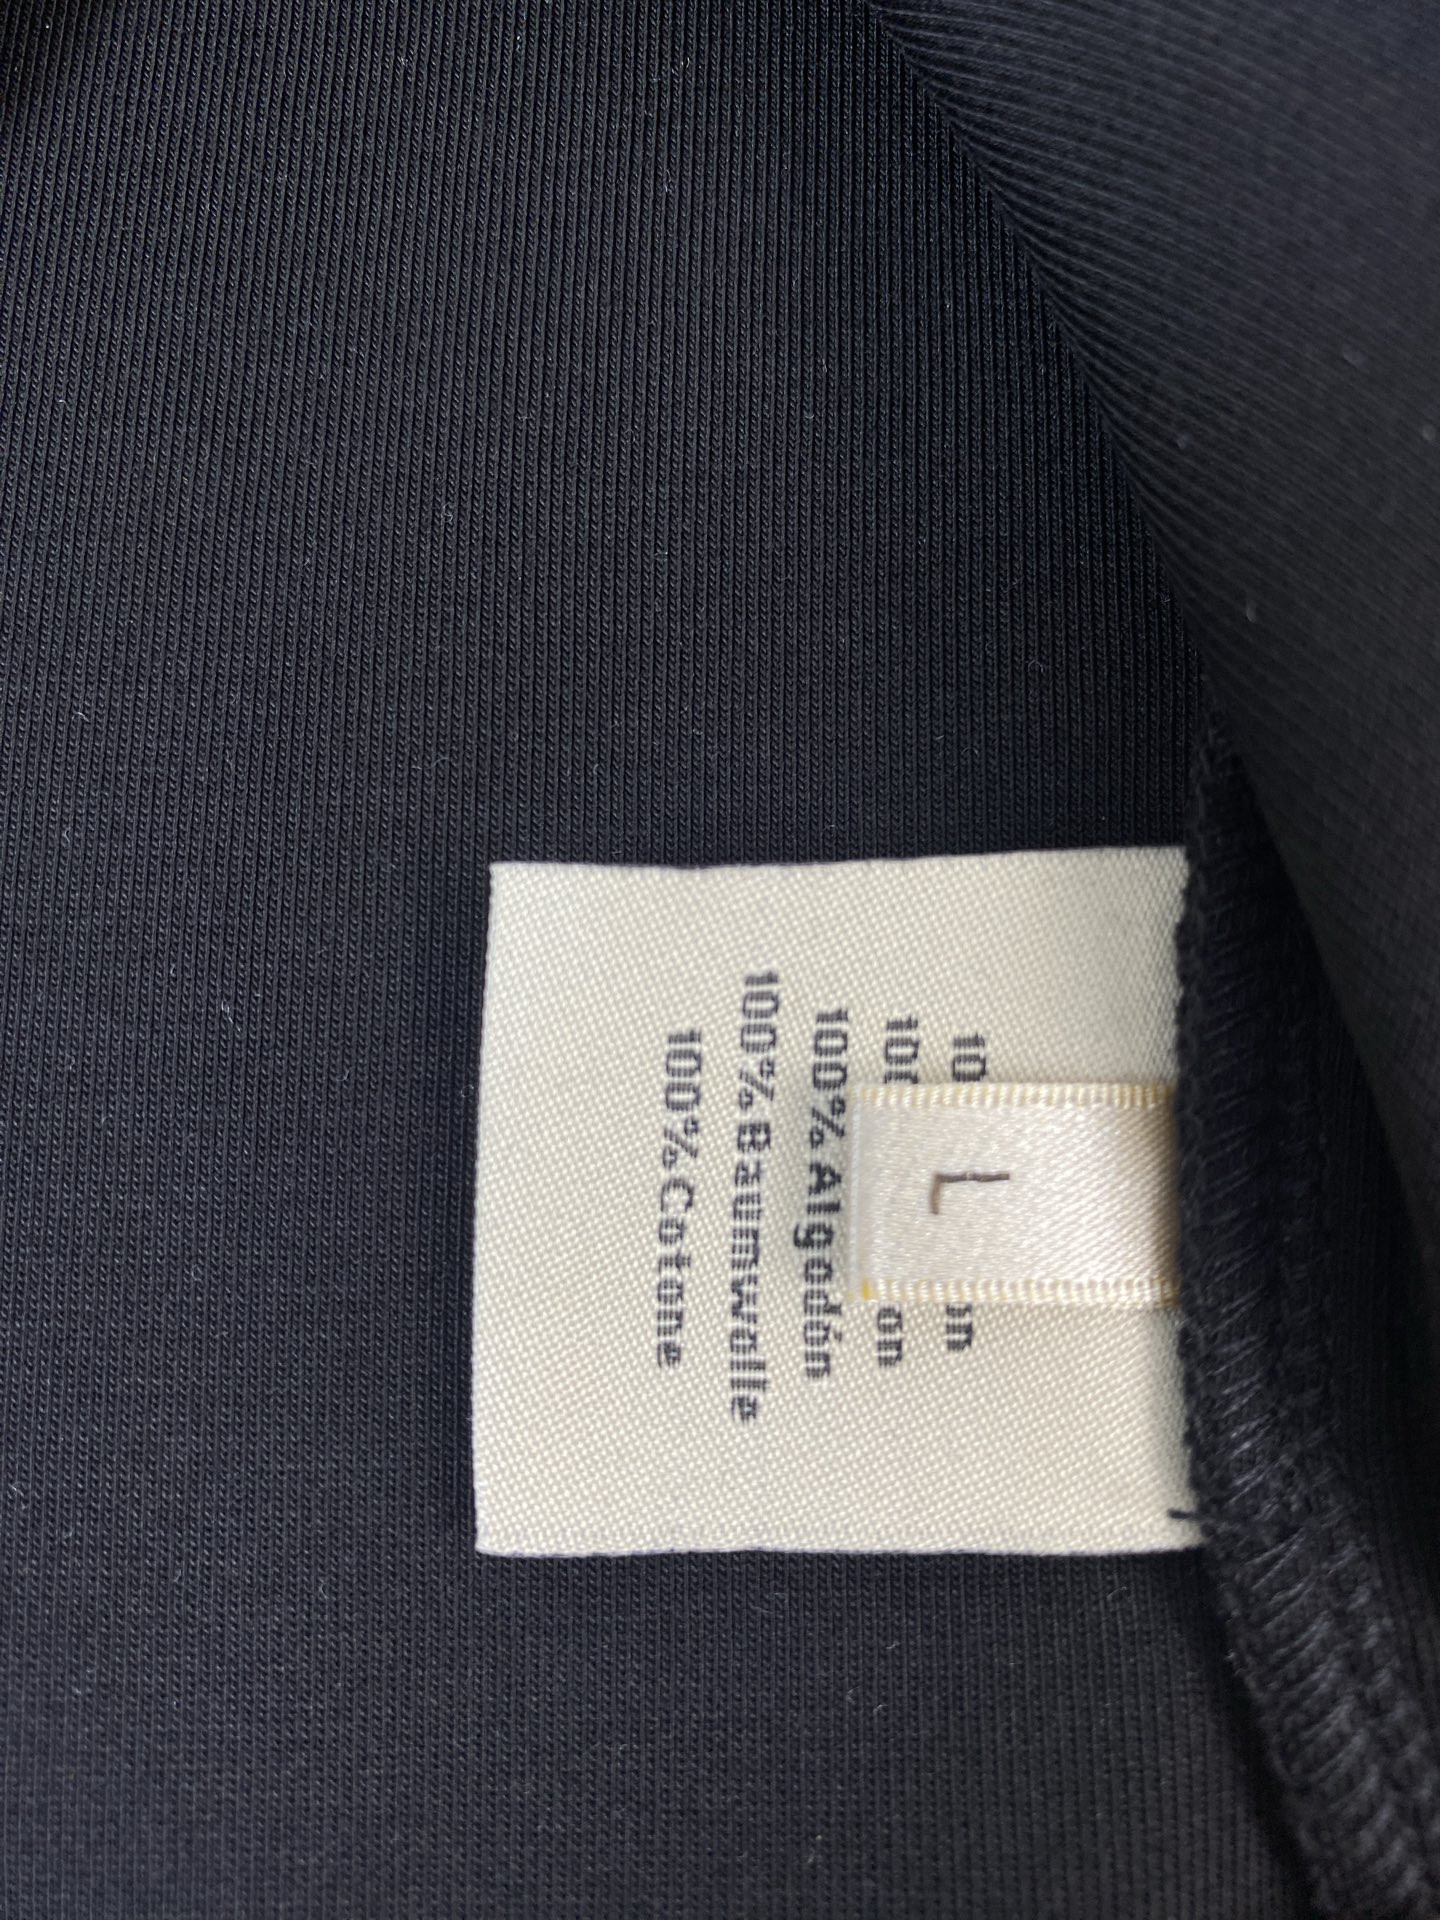 L
100% Algodón
100% Baumwolle
100% Cotone